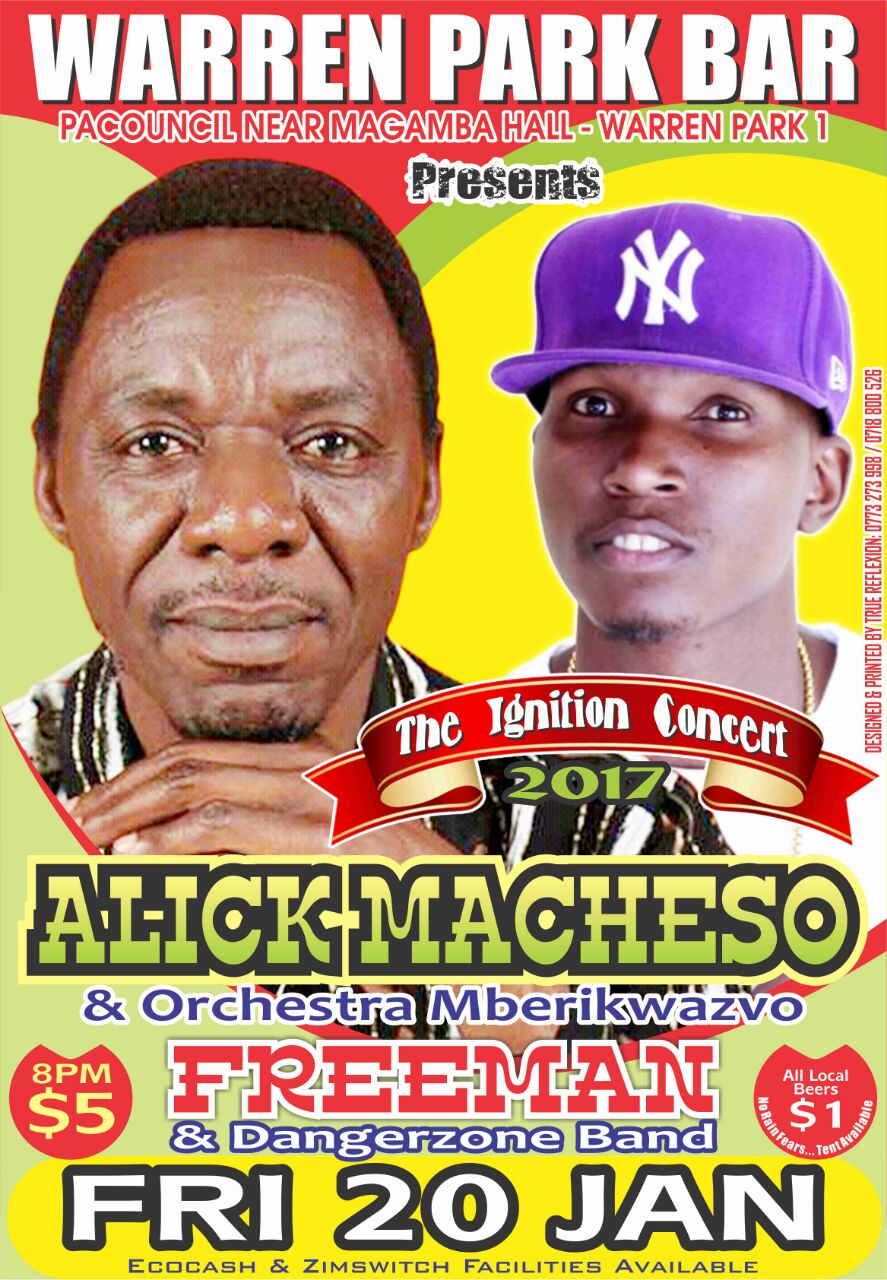 WARREN PARK BAR
PACOUNCIL NEAR MAGAMBA HALL - WARREN PARK 1
Presents
NY
DESIGNED & PRINTED BY TRUE REFLEXION: 0773 273 998 / 0718 800 526
The Ignition Concert
2017
ALICK MACHESO
& Orchestra Mberikwazvo
FREEMAN
& Dangerzone Band
8PM
$5
All Local
Beers
$1
No Rain Fears... Tent Available
FRI 20 JAN
ECOCASH & ZIMSWITCH FACILITIES AVAILABLE